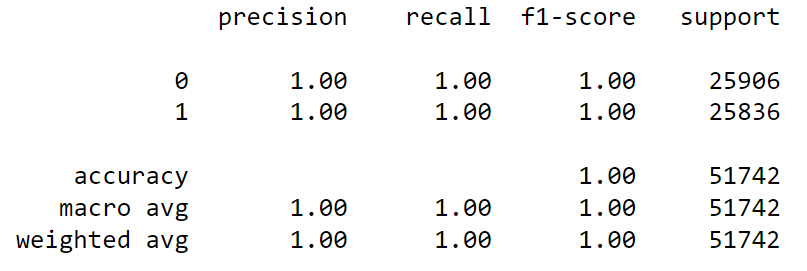 precision recall f1-score support
0 1.00 1.00 1.00 25906
1 1.00 1.00 1.00 25836
accuracy 1.00 51742
macro avg 1.00 1.00 1.00 51742
weighted avg 1.00 1.00 1.00 51742